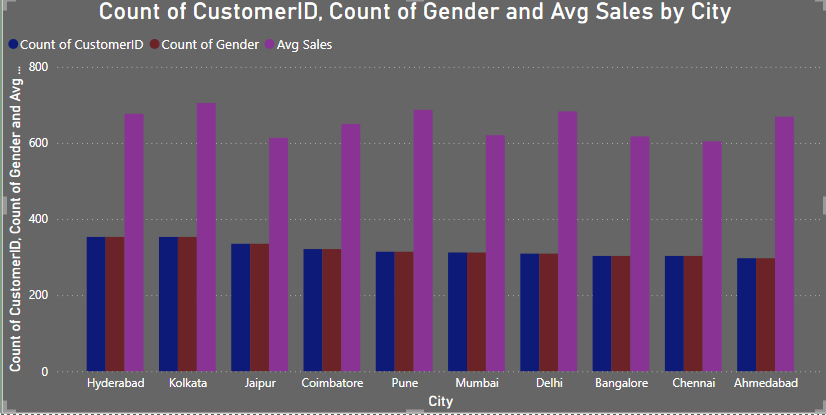 Count of CustomerID, Count of Gender and Avg Sales by City
Count of CustomerID Count of Gender Avg Sales
Count of CustomerID, Count of Gender and Avg ...
800
600
400
200
0
Hyderabad Kolkata Jaipur Coimbatore Pune Mumbai Delhi Bangalore Chennai Ahmedabad
City